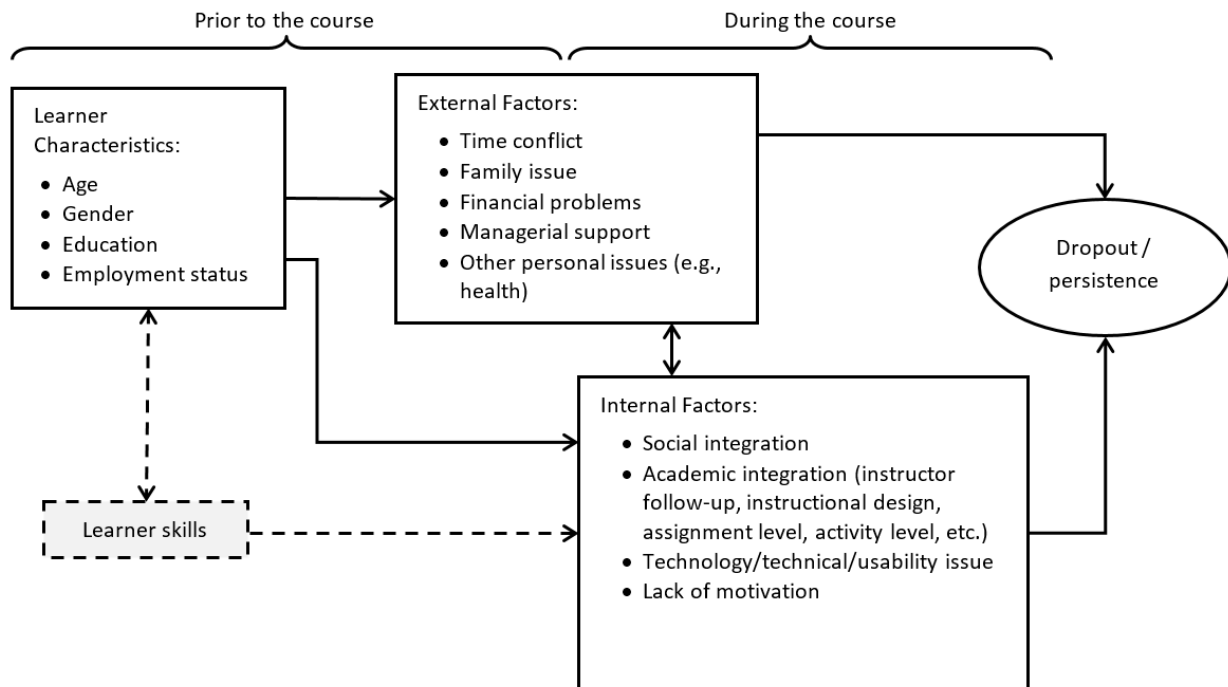 Prior to the course
During the course
Learner
Characteristics:
• Age
• Gender
• Education
• Employment status
External Factors:
• Time conflict
• Family issue
• Financial problems
• Managerial support
• Other personal issues (e.g.,
health)
Dropout /
persistence
Internal Factors:
• Social integration
• Academic integration (instructor
follow-up, instructional design,
assignment level, activity level, etc.)
• Technology/technical/usability issue
• Lack of motivation
Learner skills